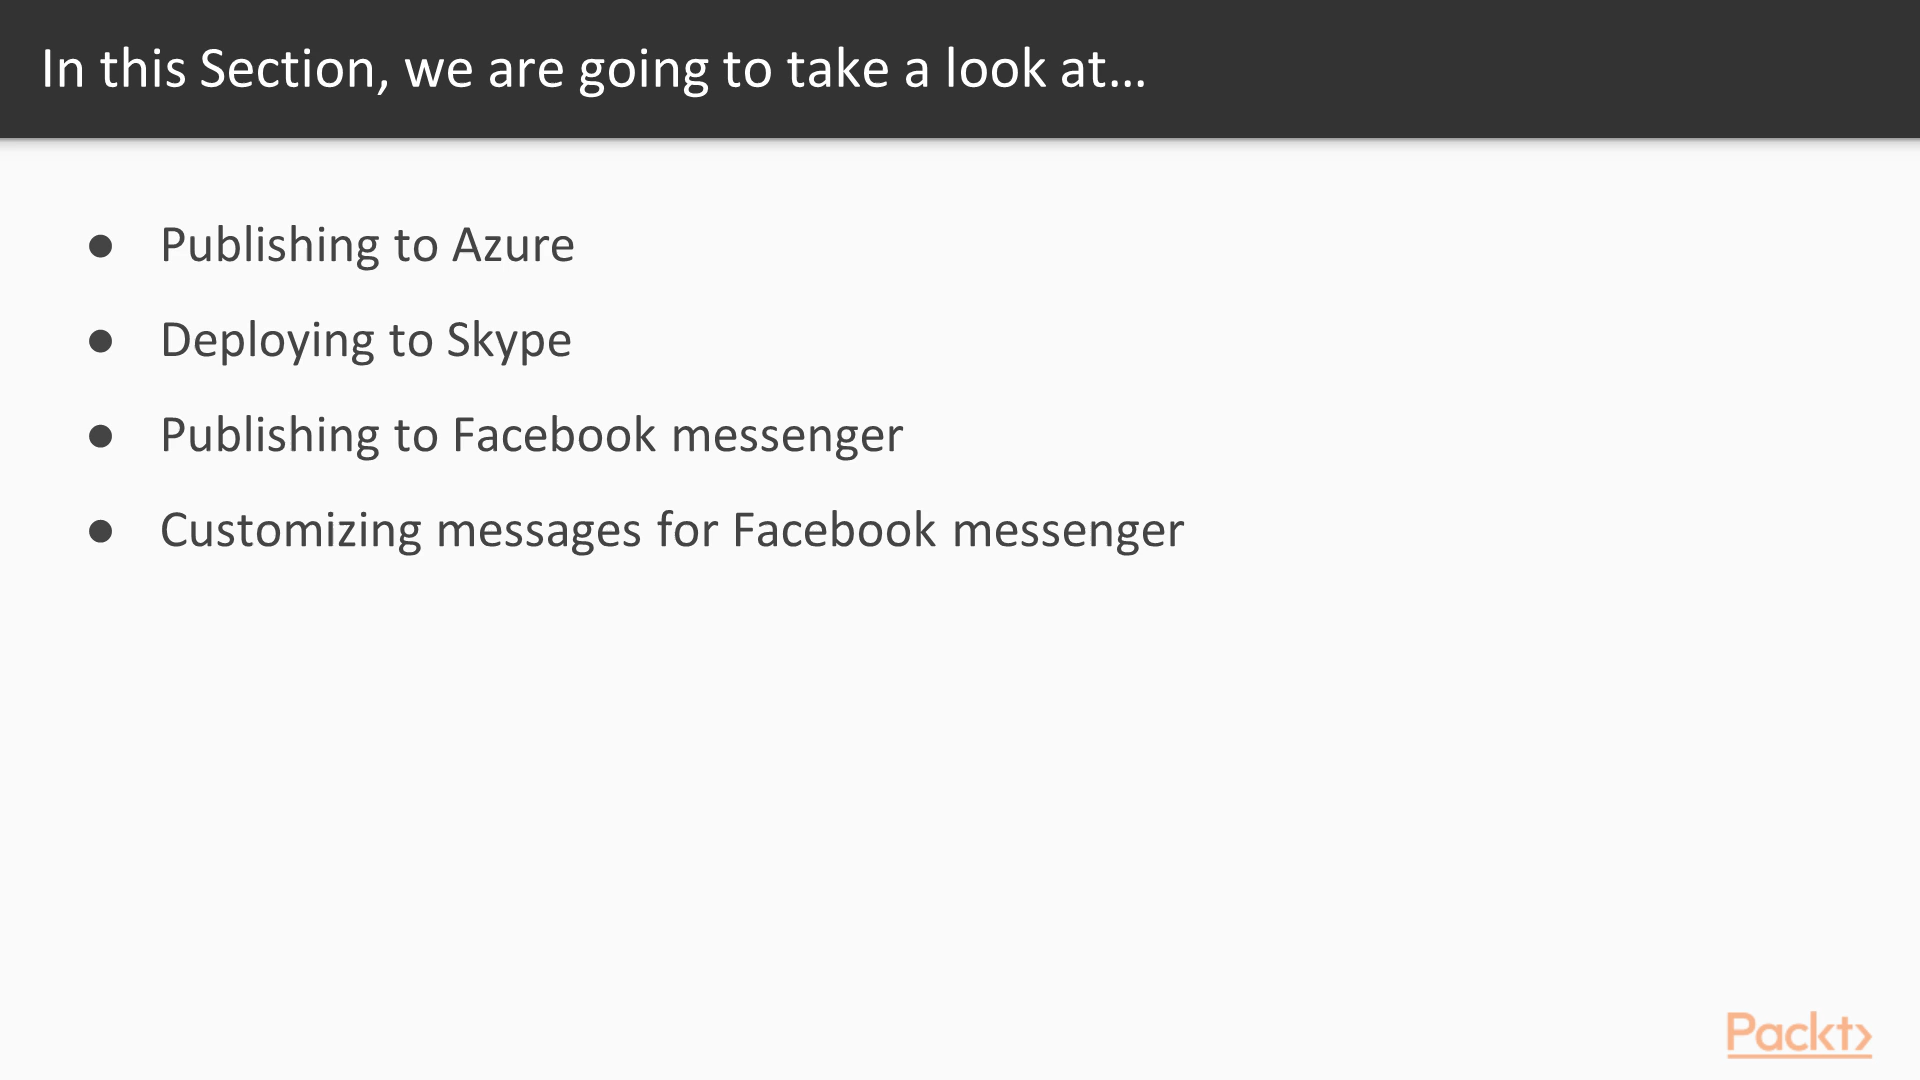 In this Section, we are going to take a look at…
● Publishing to Azure
● Deploying to Skype
● Publishing to Facebook messenger
● Customizing messages for Facebook messenger
Packt>